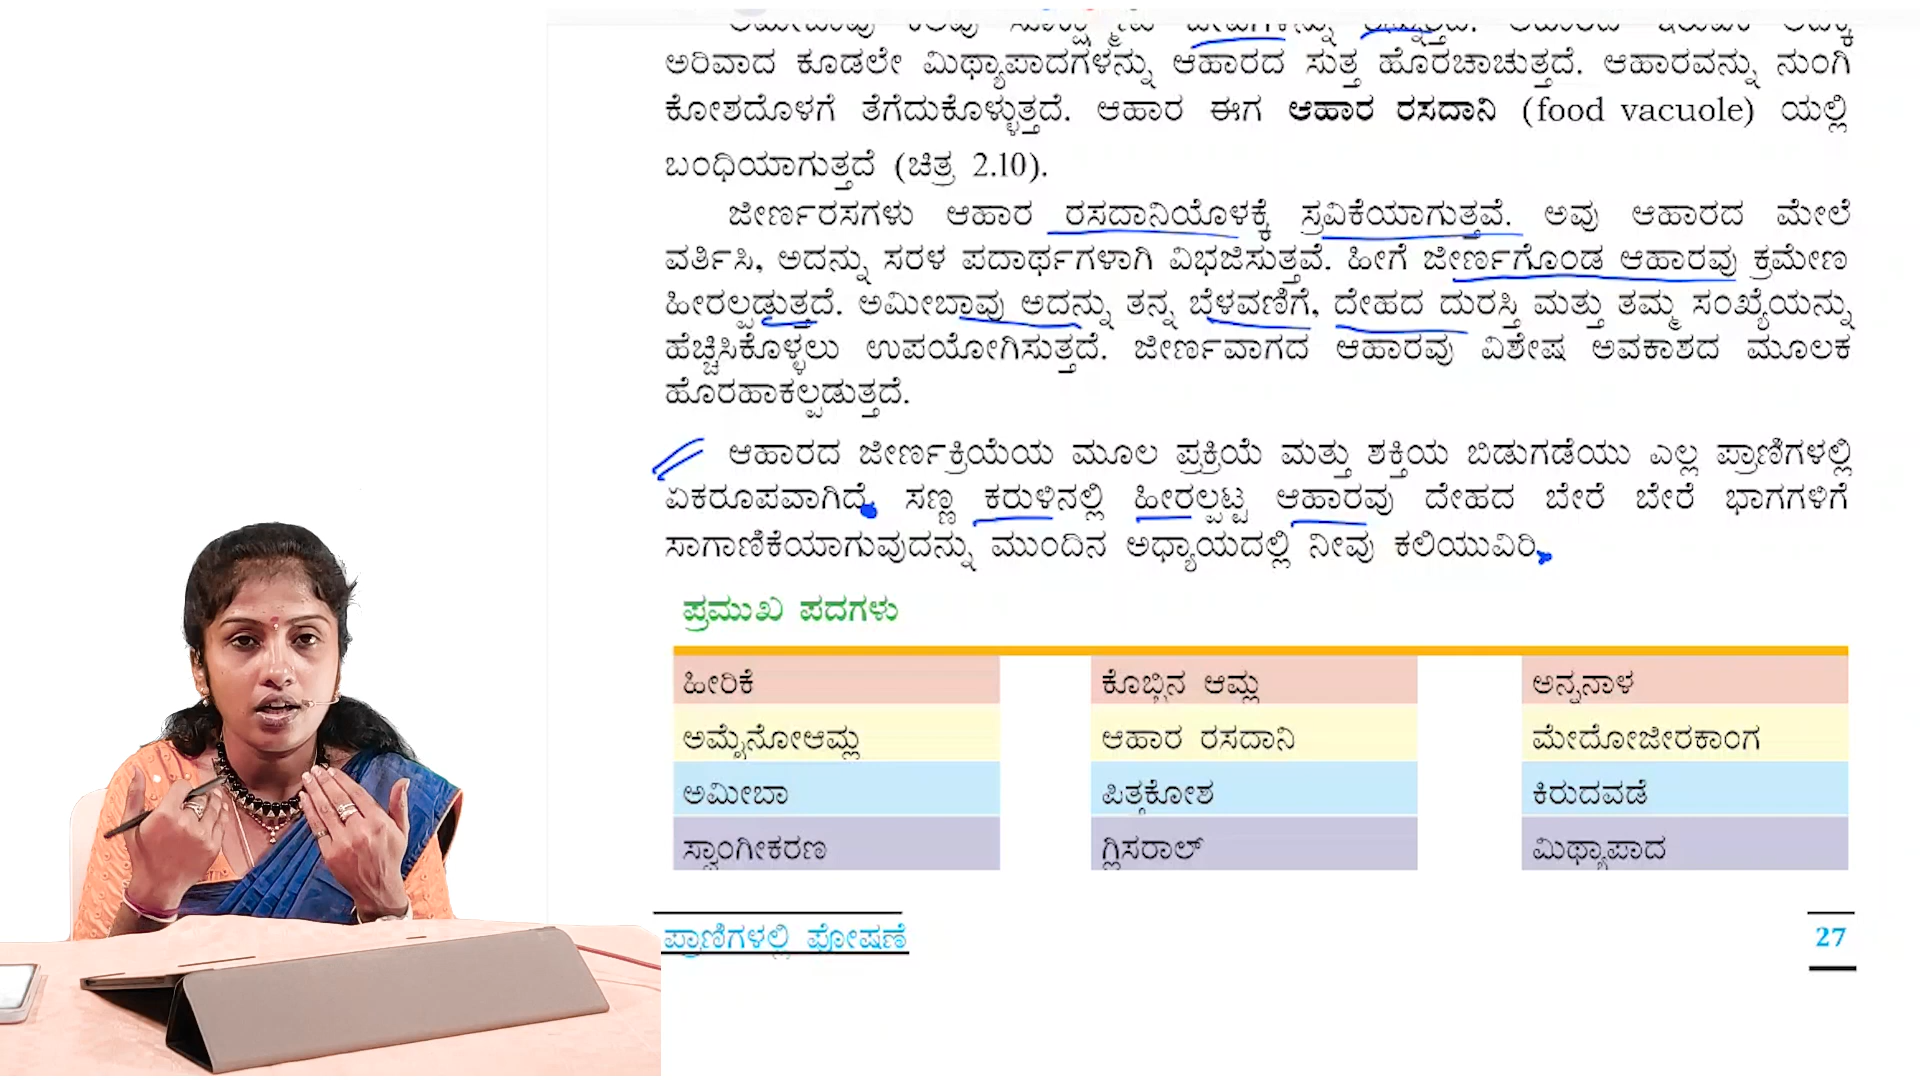 ಅರಿವಾದ ಕೂಡಲೇ ಮಿಥ್ಯಾಪಾದಗಳನ್ನು ಆಹಾರದ ಸುತ್ತ ಹೊರಚಾಚುತ್ತದೆ. ಆಹಾರವನ್ನು ನುಂಗಿ
ಕೋಶದೊಳಗೆ ತೆಗೆದುಕೊಳ್ಳುತ್ತದೆ. ಆಹಾರ ಈಗ ಆಹಾರ ರಸದಾನಿ (food vacuole) ಯಲ್ಲಿ
ಬಂಧಿಯಾಗುತ್ತದೆ (ಚಿತ್ರ 2.10).
ಜೀರ್ಣರಸಗಳು ಆಹಾರ ರಸದಾನಿಯೊಳಕ್ಕೆ ಸ್ರವಿಕೆಯಾಗುತ್ತವೆ. ಅವು ಆಹಾರದ ಮೇಲೆ
ವರ್ತಿಸಿ, ಅದನ್ನು ಸರಳ ಪದಾರ್ಥಗಳಾಗಿ ವಿಭಜಿಸುತ್ತವೆ. ಹೀಗೆ ಜೀರ್ಣಗೊಂಡ ಆಹಾರವು ಕ್ರಮೇಣ
ಹೀರಲ್ಪಡುತ್ತದೆ. ಅಮೀಬಾವು ಅದನ್ನು ತನ್ನ ಬೆಳವಣಿಗೆ, ದೇಹದ ದುರಸ್ತಿ ಮತ್ತು ತಮ್ಮ ಸಂಖ್ಯೆಯನ್ನು
ಹೆಚ್ಚಿಸಿಕೊಳ್ಳಲು ಉಪಯೋಗಿಸುತ್ತದೆ. ಜೀರ್ಣವಾಗದ ಆಹಾರವು ವಿಶೇಷ ಅವಕಾಶದ ಮೂಲಕ
ಹೊರಹಾಕಲ್ಪಡುತ್ತದೆ.
ಆಹಾರದ ಜೀರ್ಣಕ್ರಿಯೆಯ ಮೂಲ ಪ್ರಕ್ರಿಯೆ ಮತ್ತು ಶಕ್ತಿಯ ಬಿಡುಗಡೆಯು ಎಲ್ಲ ಪ್ರಾಣಿಗಳಲ್ಲಿ
ಏಕರೂಪವಾಗಿದೆ. ಸಣ್ಣ ಕರುಳಿನಲ್ಲಿ ಹೀರಲ್ಪಟ್ಟ ಆಹಾರವು ದೇಹದ ಬೇರೆ ಬೇರೆ ಭಾಗಗಳಿಗೆ
ಸಾಗಾಣಿಕೆಯಾಗುವುದನ್ನು ಮುಂದಿನ ಅಧ್ಯಾಯದಲ್ಲಿ ನೀವು ಕಲಿಯುವಿರಿ.
ಪ್ರಮುಖ ಪದಗಳು
ಹೀರಿಕೆ ಕೊಬ್ಬಿನ ಆಮ್ಲ ಅನ್ನನಾಳ
ಅಮೈನೋಆಮ್ಲ ಆಹಾರ ರಸದಾನಿ ಮೇದೋಜೀರಕಾಂಗ
ಅಮೀಬಾ ಪಿತ್ತಕೋಶ ಕಿರುದವಡೆ
ಸ್ವಾಂಗೀಕರಣ ಗ್ಲಿಸರಾಲ್ ಮಿಥ್ಯಾಪಾದ
ಪ್ರಾಣಿಗಳಲ್ಲಿ ಪೋಷಣೆ 27